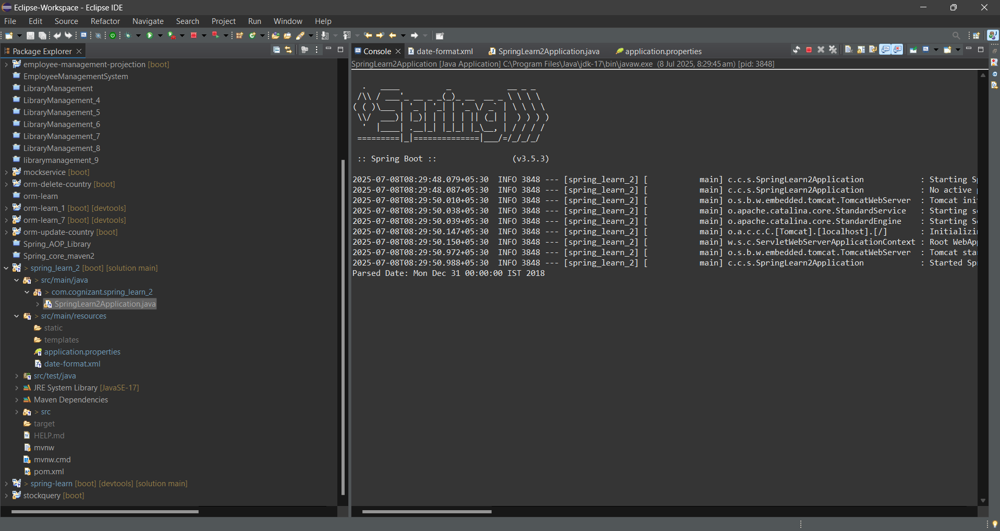 Eclipse-Workspace - Eclipse IDE
File Edit Source Refactor Navigate Search Project Run Window Help
Package Explorer
employee-management-projection [boot]
EmployeeManagementSystem
LibraryManagement
LibraryManagement_4
LibraryManagement_5
LibraryManagement_6
LibraryManagement_7
LibraryManagement_8
librarymanagement_9
mockservice [boot]
orm-delete-country [boot]
orm-learn
orm-learn_1 [boot] [devtools]
orm-learn_7 [boot] [devtools]
orm-update-country [boot]
Spring_AOP_Library
Spring_core_maven2
> spring_learn_2 [boot] [solution main]
> src/main/java
> com.cognizant.spring_learn_2
SpringLearn2Application.java
> src/main/resources
static
templates
application.properties
date-format.xml
src/test/java
JRE System Library [JavaSE-17]
Maven Dependencies
> src
target
HELP.md
mvnw
mvnw.cmd
pom.xml
> spring-learn [boot] [devtools] [solution main]
stockquery [boot]
Console date-format.xml SpringLearn2Application.java application.properties
SpringLearn2Application [Java Application] C:\Program Files\Java\jdk-17\bin\javaw.exe (8 Jul 2025, 8:29:45 am) [pid: 3848]
Spring
:: Spring Boot :: (v3.5.3)
2025-07-08T08:29:48.079+05:30 INFO 3848 --- [spring_learn_2] [ main] c.c.s.SpringLearn2Application : Starting
2025-07-08T08:29:48.087+05:30 INFO 3848 --- [spring_learn_2] [ main] c.c.s.SpringLearn2Application : No active
2025-07-08T08:29:50.010+05:30 INFO 3848 --- [spring_learn_2] [ main] o.s.b.w.embedded.tomcat.TomcatWebServer : Tomcat ini
2025-07-08T08:29:50.038+05:30 INFO 3848 --- [spring_learn_2] [ main] o.apache.catalina.core.StandardService : Starting s
2025-07-08T08:29:50.039+05:30 INFO 3848 --- [spring_learn_2] [ main] o.apache.catalina.core.StandardEngine : Starting S
2025-07-08T08:29:50.147+05:30 INFO 3848 --- [spring_learn_2] [ main] o.a.c.c.C.[Tomcat].[localhost].[/] : Initializi
2025-07-08T08:29:50.150+05:30 INFO 3848 --- [spring_learn_2] [ main] w.s.c.ServletWebServerApplicationContext : Root WebAp
2025-07-08T08:29:50.972+05:30 INFO 3848 --- [spring_learn_2] [ main] o.s.b.w.embedded.tomcat.TomcatWebServer : Tomcat sta
2025-07-08T08:29:50.988+05:30 INFO 3848 --- [spring_learn_2] [ main] c.c.s.SpringLearn2Application : Started Sp
Parsed Date: Mon Dec 31 00:00:00 IST 2018